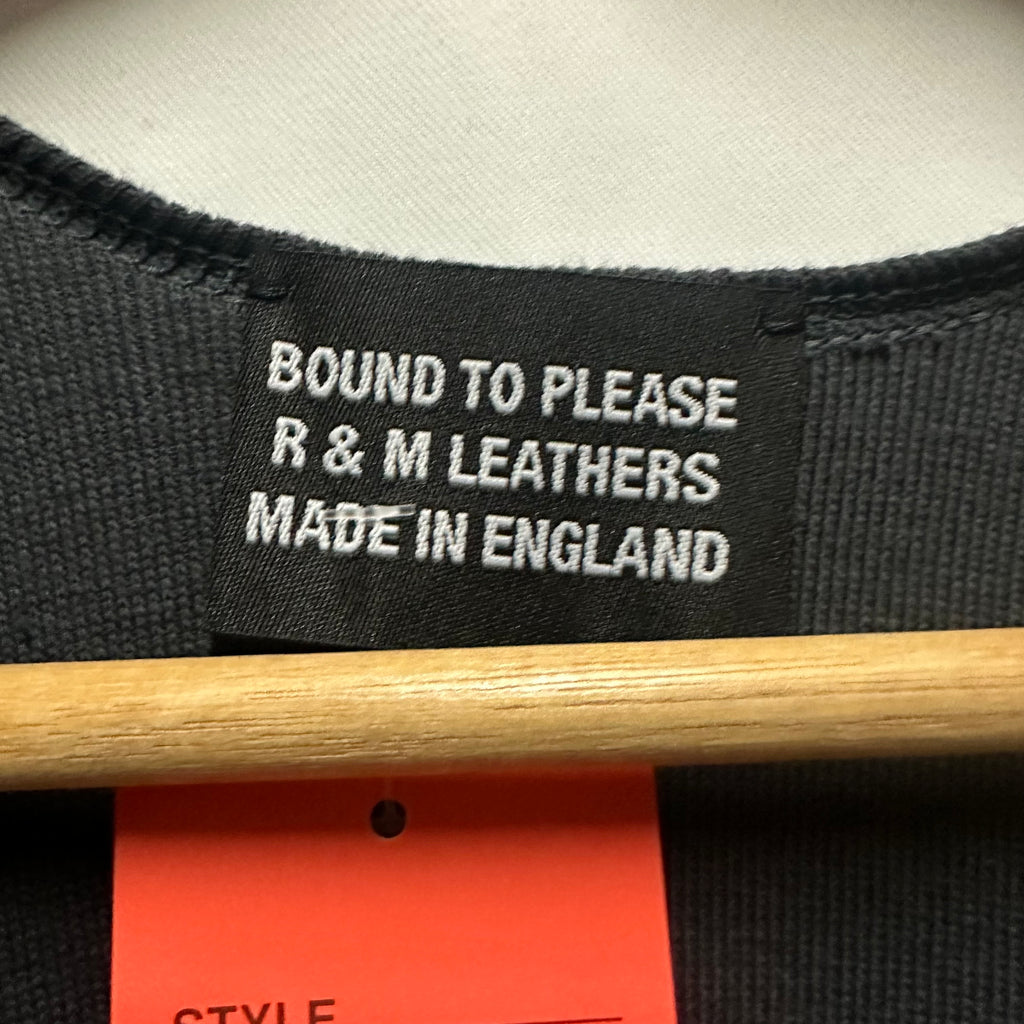 BOUND TO PLEASE
R & M LEATHERS
MADE IN ENGLAND
STYLE